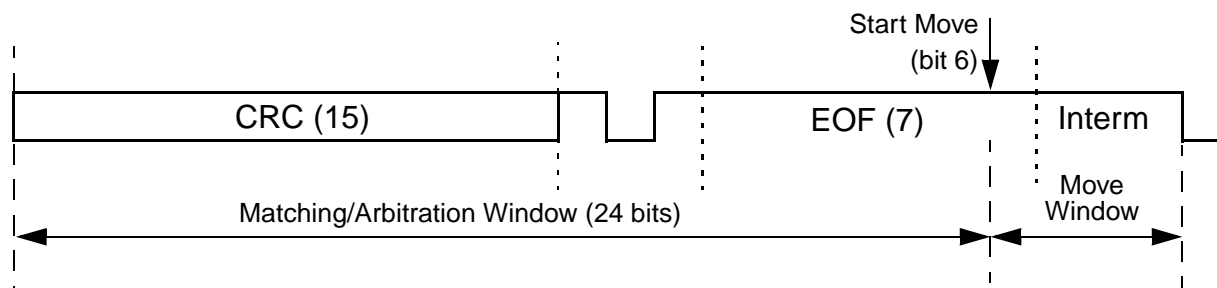 Start Move
(bit 6)
CRC (15)
EOF (7)
Interm
Matching/Arbitration Window (24 bits)
Move
Window